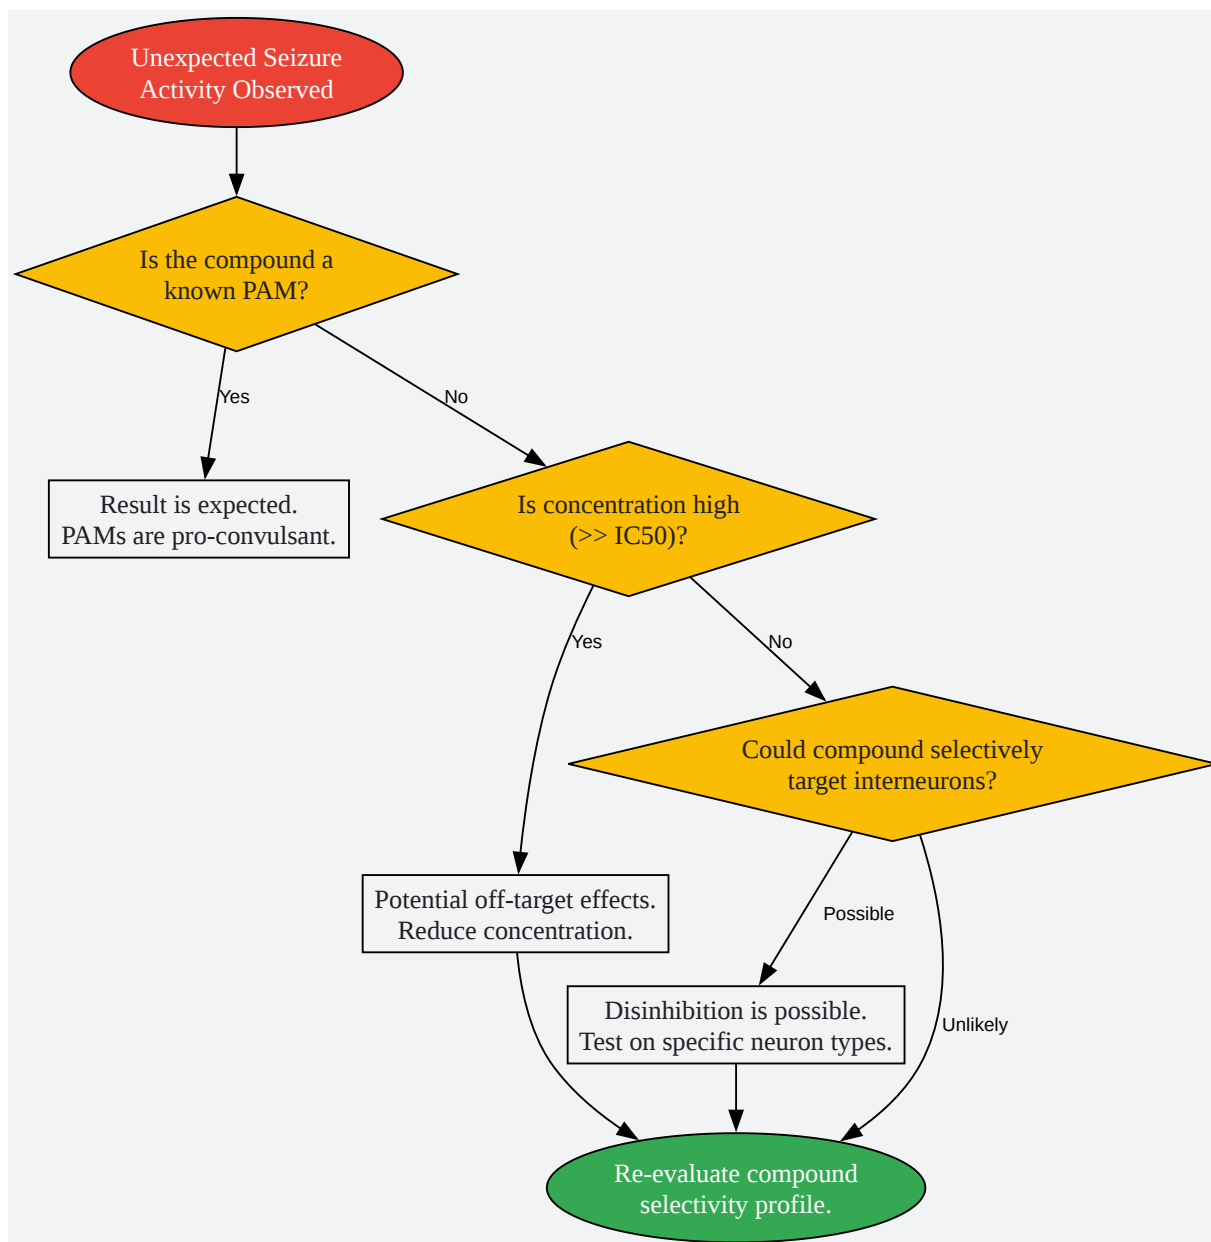 Unexpected Seizure
Activity Observed
Is the compound a
known PAM?
Yes
No
Result is expected.
PAMs are pro-convulsant.
Is concentration high
(>> IC50)?
Yes
No
Could compound selectively
target interneurons?
Potential off-target effects.
Reduce concentration.
Possible
Disinhibition is possible.
Test on specific neuron types.
Unlikely
Re-evaluate compound
selectivity profile.